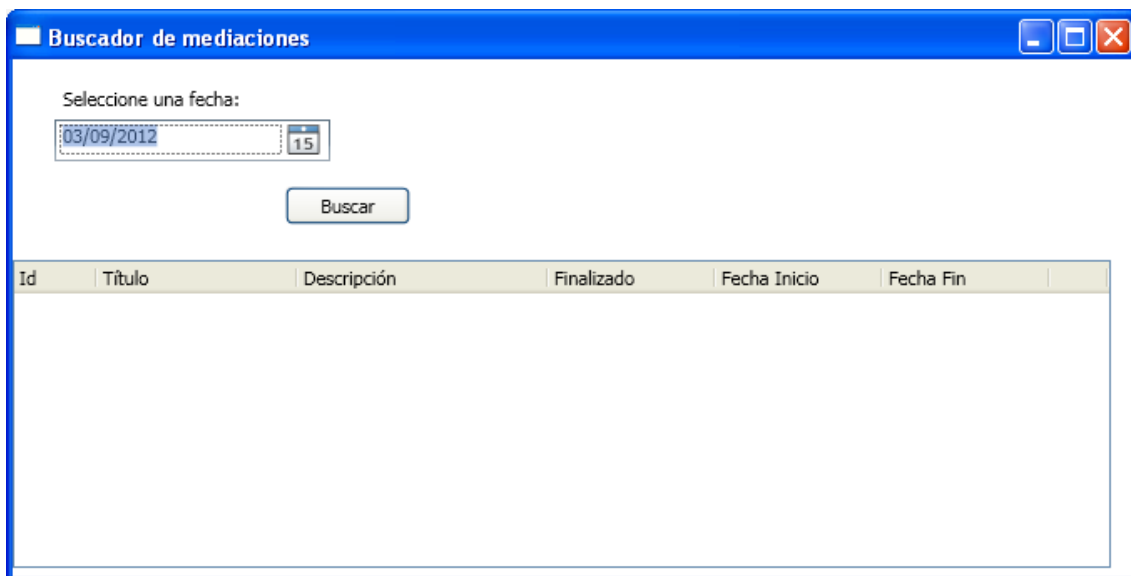 Buscador de mediaciones
Seleccione una fecha:
03/09/2012
15
Buscar
Id Título Descripción Finalizado Fecha Inicio Fecha Fin